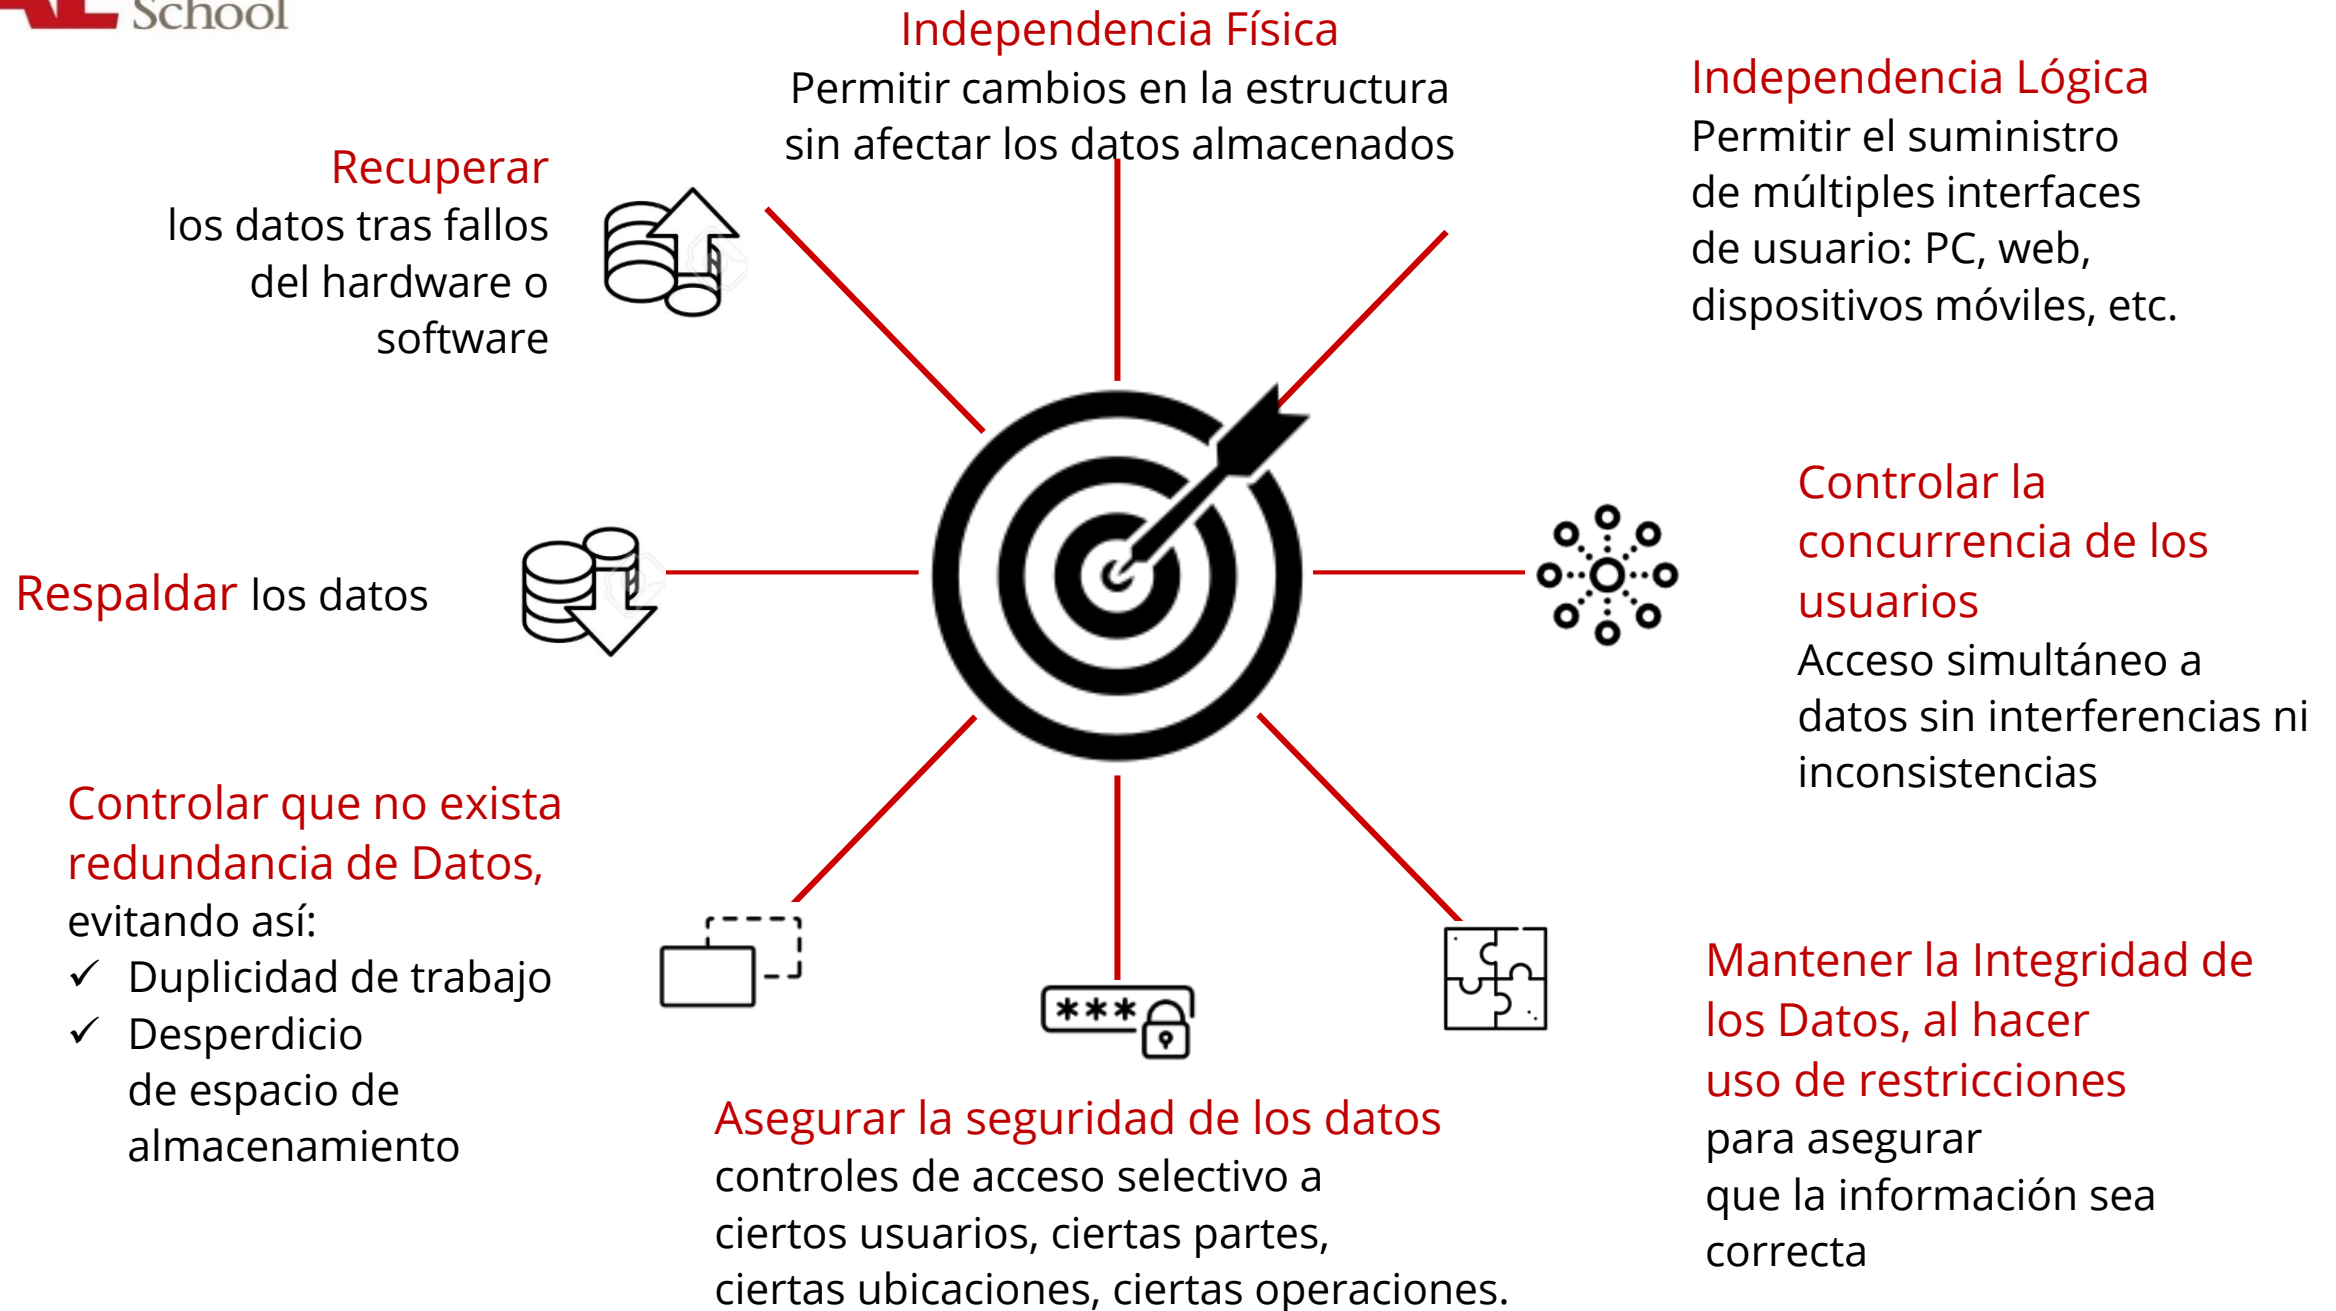 School
Independencia Física
Permitir cambios en la estructura
sin afectar los datos almacenados
Independencia Lógica
Permitir el suministro
de múltiples interfaces
de usuario: PC, web,
dispositivos móviles, etc.
Recuperar
los datos tras fallos
del hardware o
software
Controlar la
concurrencia de los
usuarios
Acceso simultáneo a
datos sin interferencias ni
inconsistencias
Respaldar los datos
Controlar que no exista
redundancia de Datos,
evitando así:
✓ Duplicidad de trabajo
✓ Desperdicio
de espacio de
almacenamiento
***
Asegurar la seguridad de los datos
controles de acceso selectivo a
ciertos usuarios, ciertas partes,
ciertas ubicaciones, ciertas operaciones.
Mantener la Integridad de
los Datos, al hacer
uso de restricciones
para asegurar
que la información sea
correcta